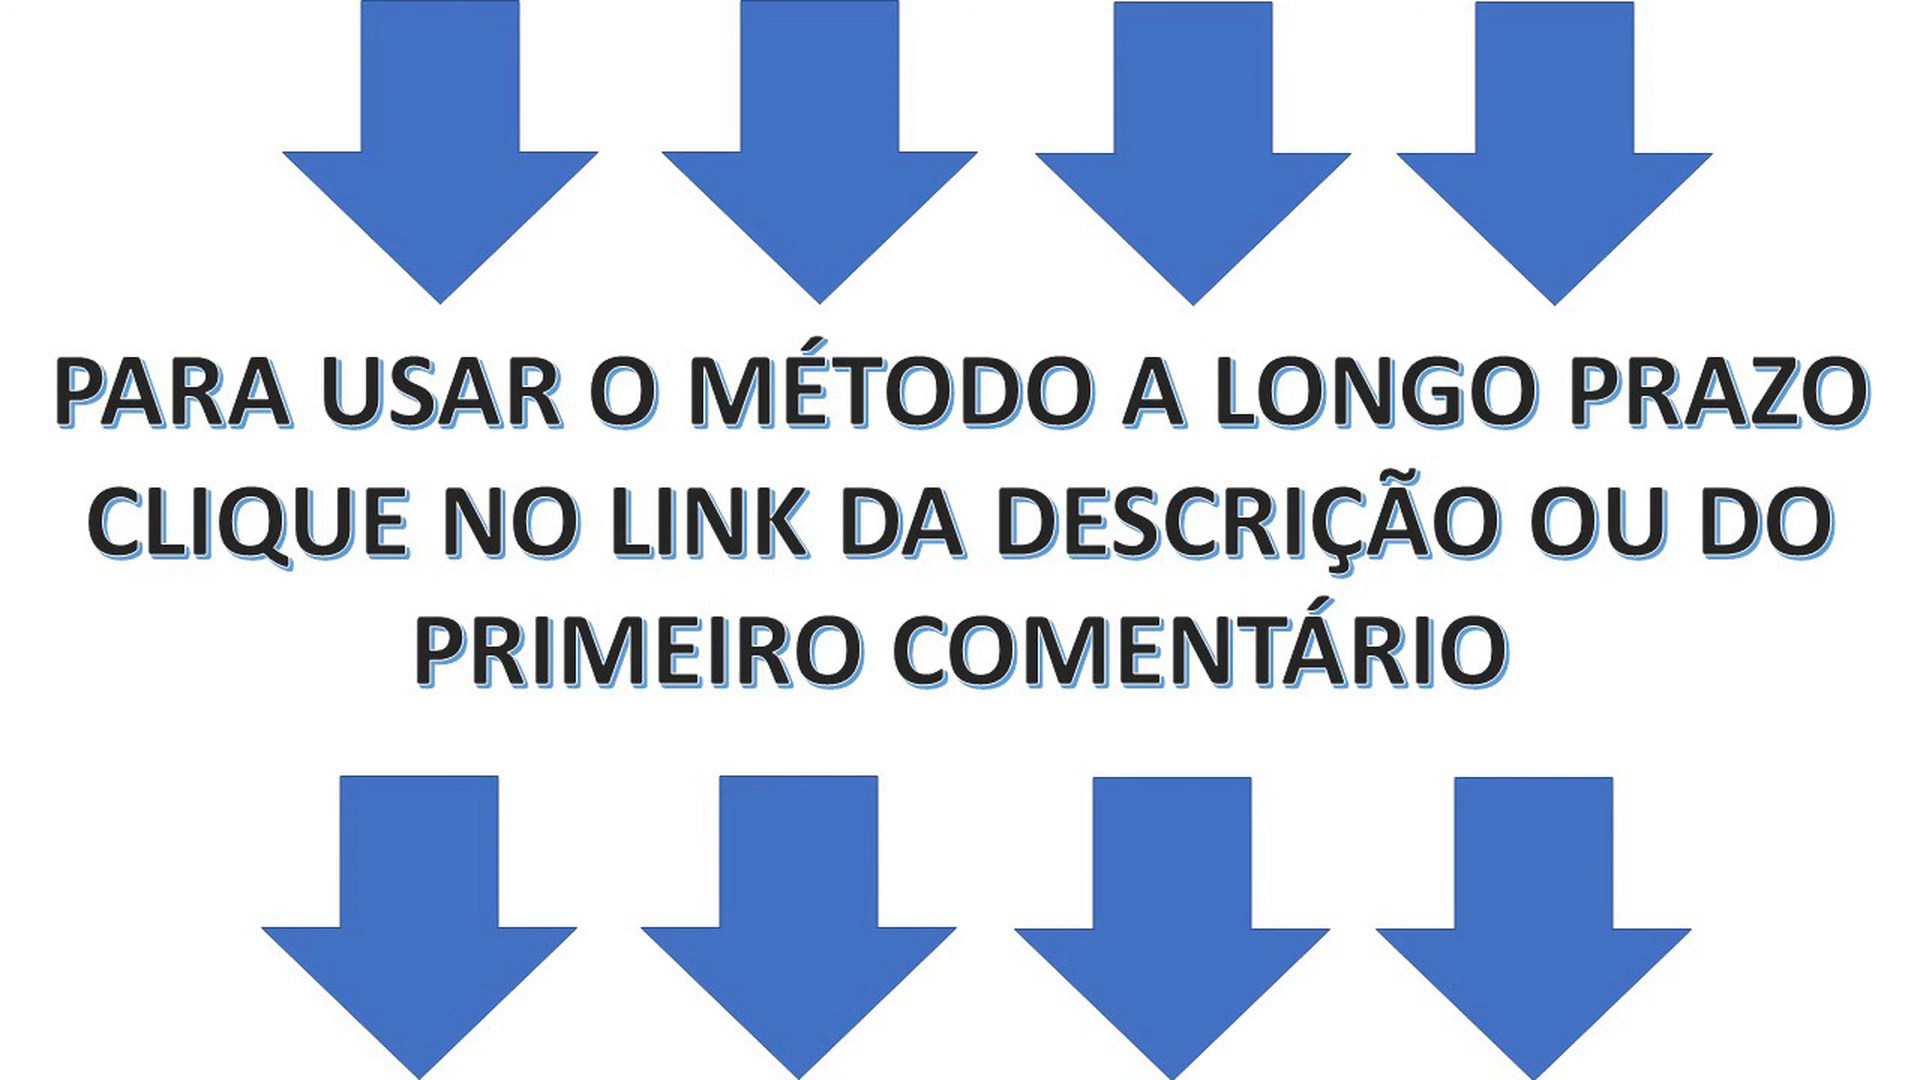 PARA USAR O MÉTODO A LONGO PRAZO
CLIQUE NO LINK DA DESCRIÇÃO OU DO
PRIMEIRO COMENTÁRIO